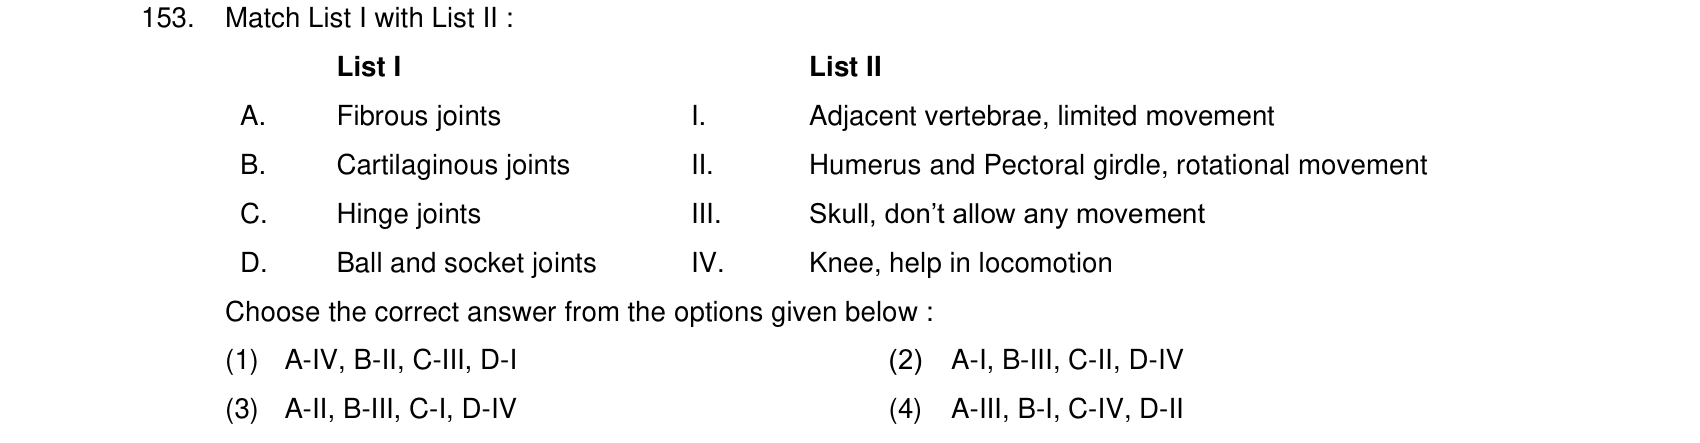 153. Match List I with List II :
List I List II
A. Fibrous joints I. Adjacent vertebrae, limited movement
B. Cartilaginous joints II. Humerus and Pectoral girdle, rotational movement
C. Hinge joints III. Skull, don't allow any movement
D. Ball and socket joints IV. Knee, help in locomotion
Choose the correct answer from the options given below :
(1) A-IV, B-II, C-III, D-I (2) A-I, B-III, C-II, D-IV
(3) A-II, B-III, C-I, D-IV (4) A-III, B-I, C-IV, D-II